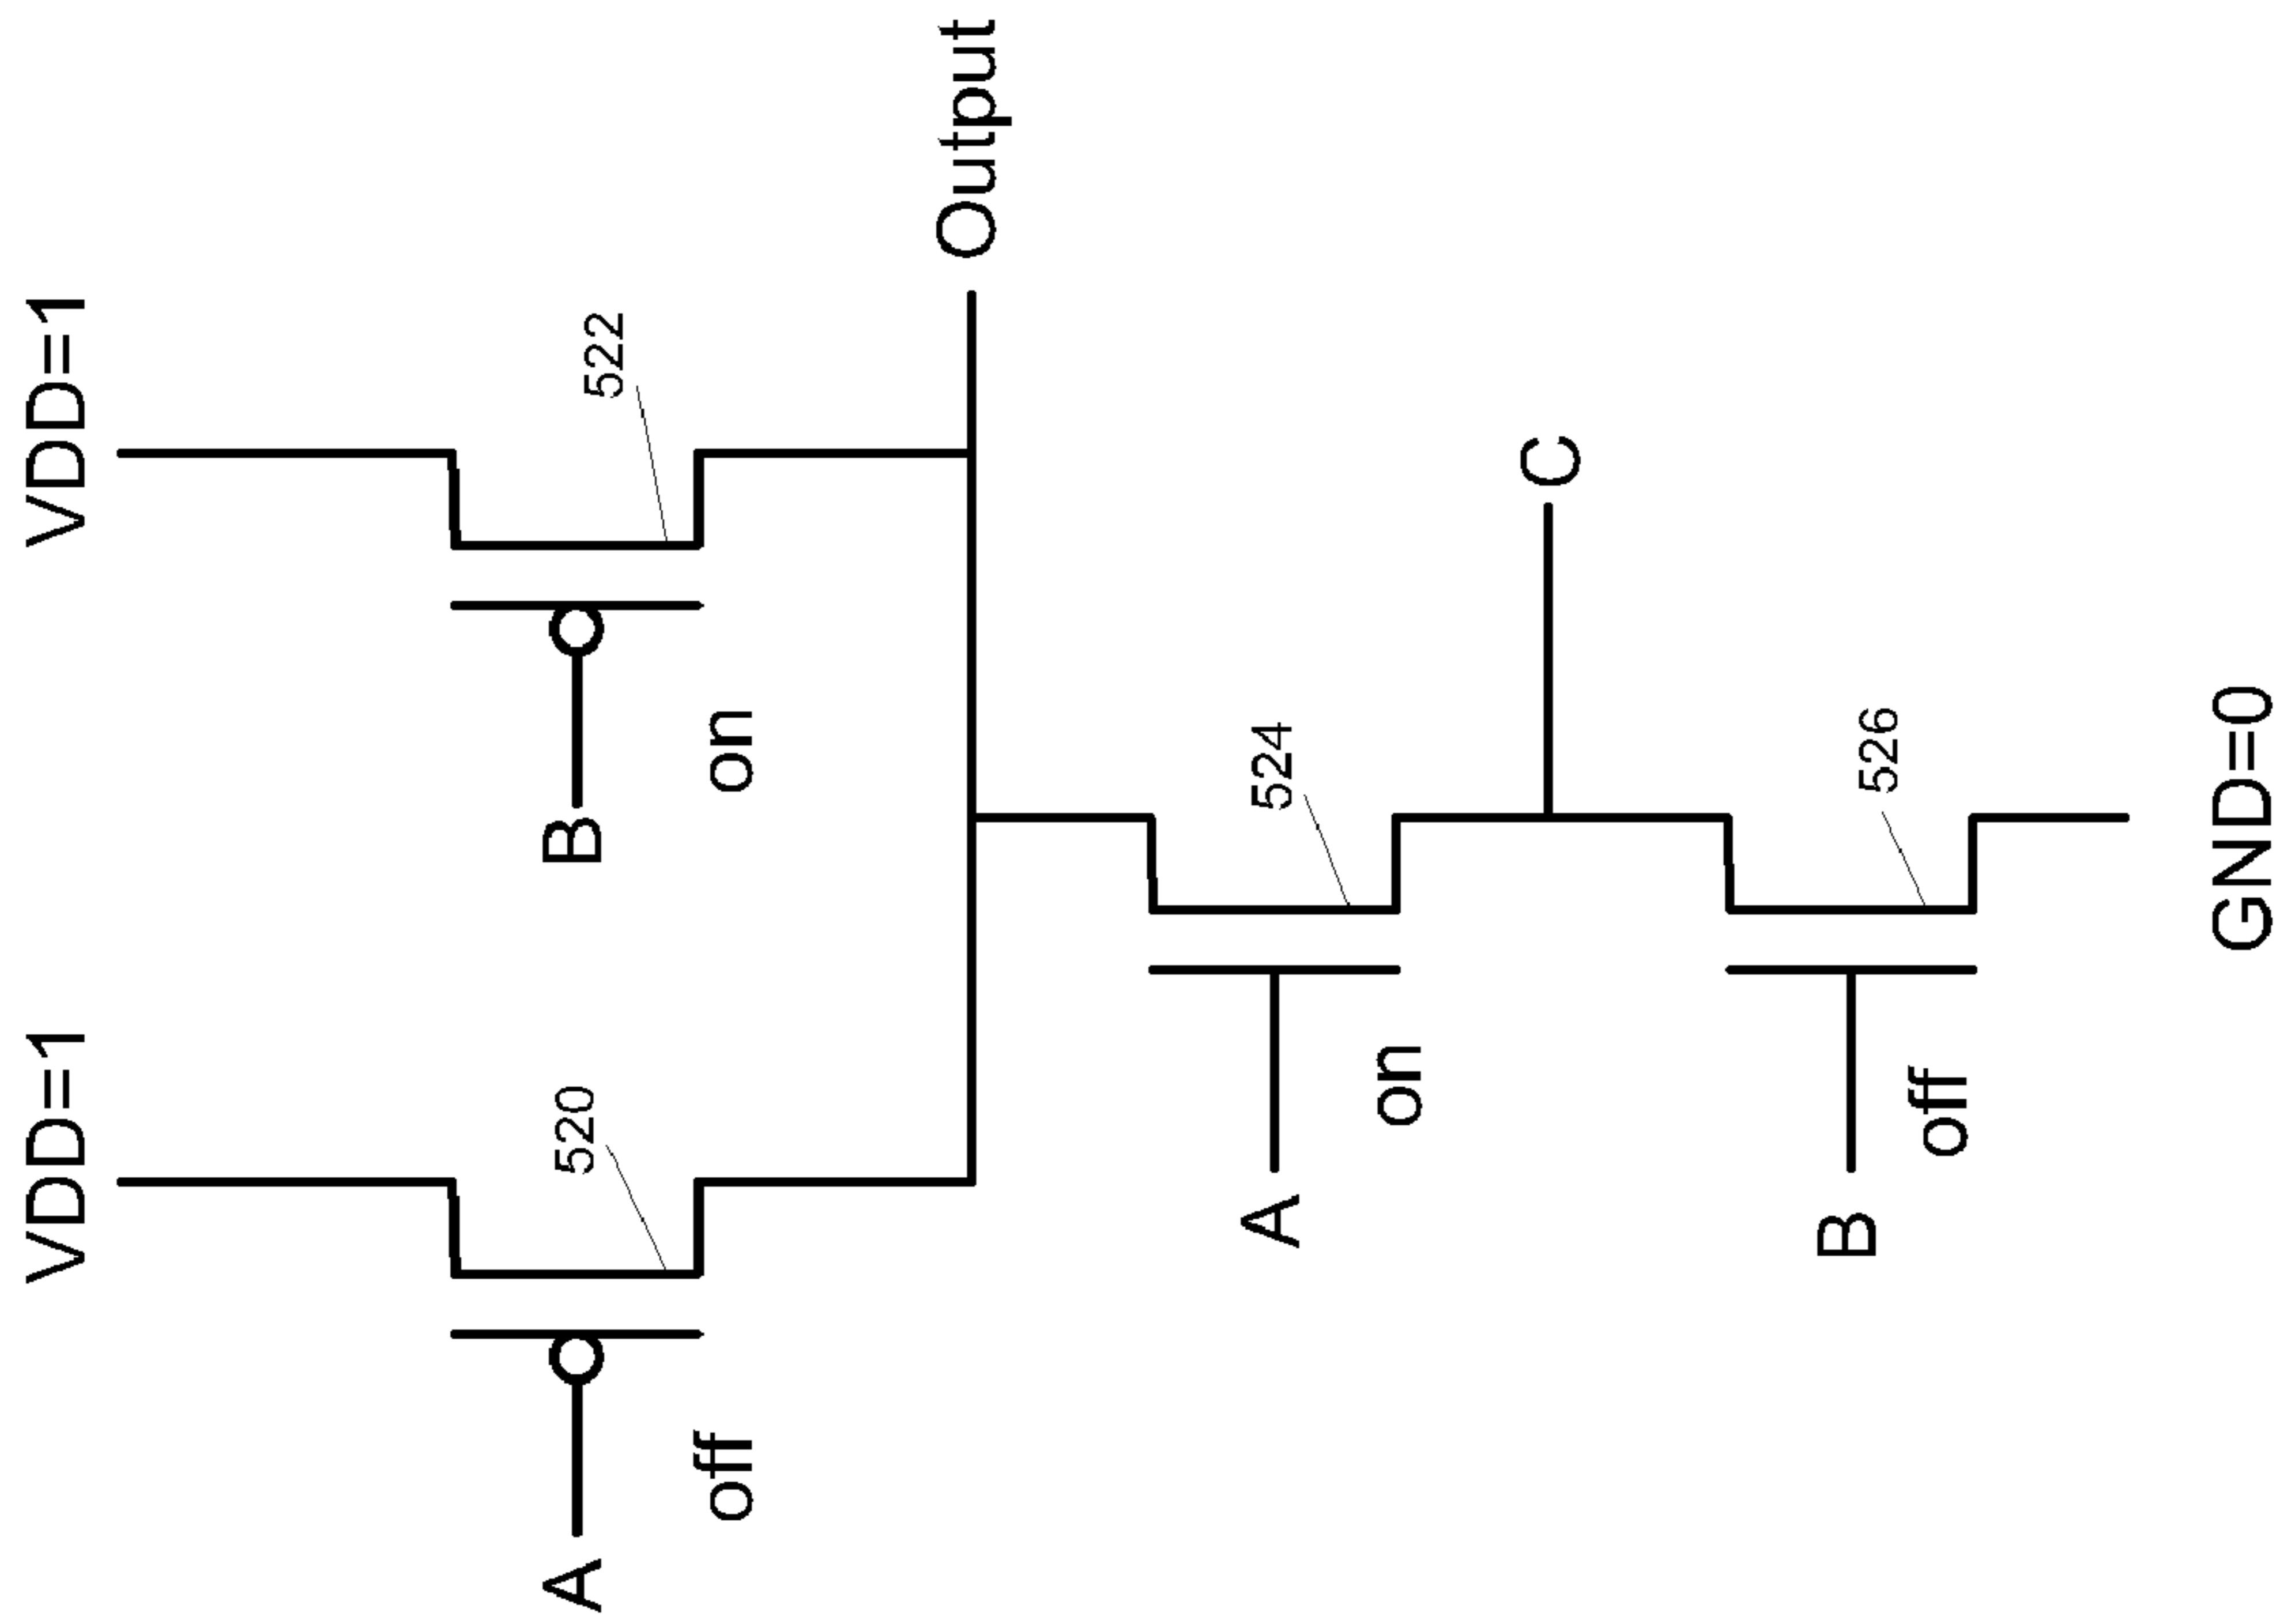 VDD=1
VDD=1
520
522
A
off
B
on
Output
524
A
on
C
526
B
off
GND=0